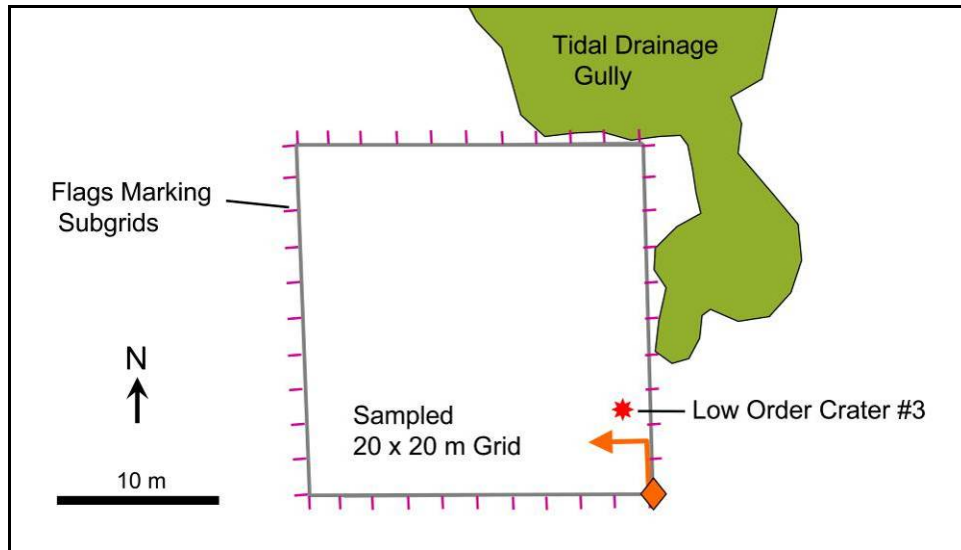 Tidal Drainage
Gully
Flags Marking
Subgrids
N
Sampled
20 x 20 m Grid
Low Order Crater #3
10 m